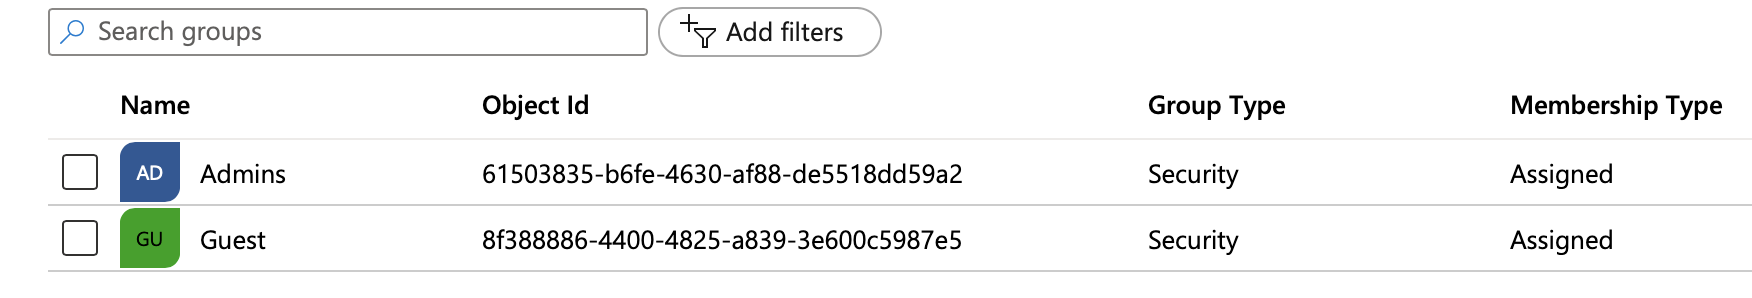 Search groups Add filters
Name Object Id Group Type Membership Type
AD Admins 61503835-b6fe-4630-af88-de5518dd59a2 Security Assigned
GU Guest 8f388886-4400-4825-a839-3e600c5987e5 Security Assigned